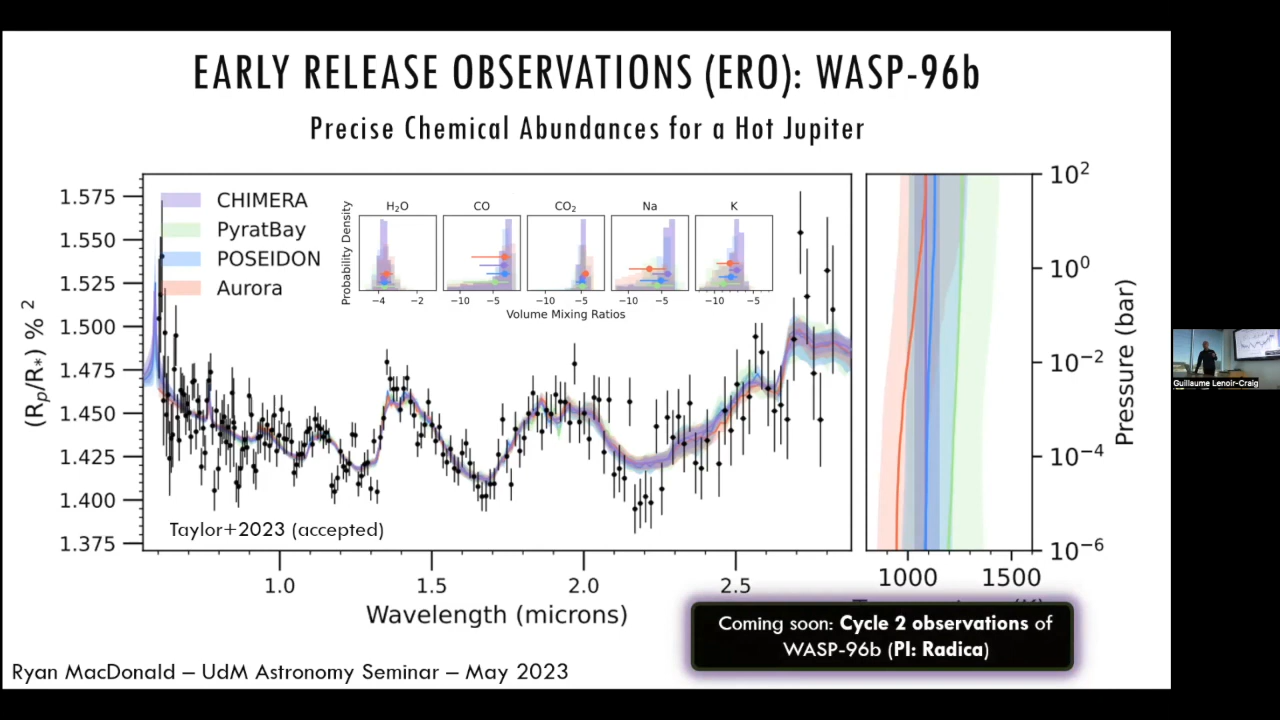 EARLY RELEASE OBSERVATIONS (ERO): WASP-96b
Precise Chemical Abundances for a Hot Jupiter
CHIMERA
PyratBay
POSEIDON
Aurora
H₂O
CO
CO₂
Na
K
Probability Density
−4 −2
−10 −5
−10 −5
−10 −5
−10 −5
Volume Mixing Ratios
(Rp/R*) % ²
1.575
1.550
1.525
1.500
1.475
1.450
1.425
1.400
1.375
Taylor+2023 (accepted)
1.0 1.5 2.0 2.5
Wavelength (microns)
10²
10⁰
10⁻²
10⁻⁴
10⁻⁶
Pressure (bar)
1000 1500
Coming soon: Cycle 2 observations of
WASP-96b (PI: Radica)
Ryan MacDonald – UdM Astronomy Seminar – May 2023
Guillaume Lenoir-Craig